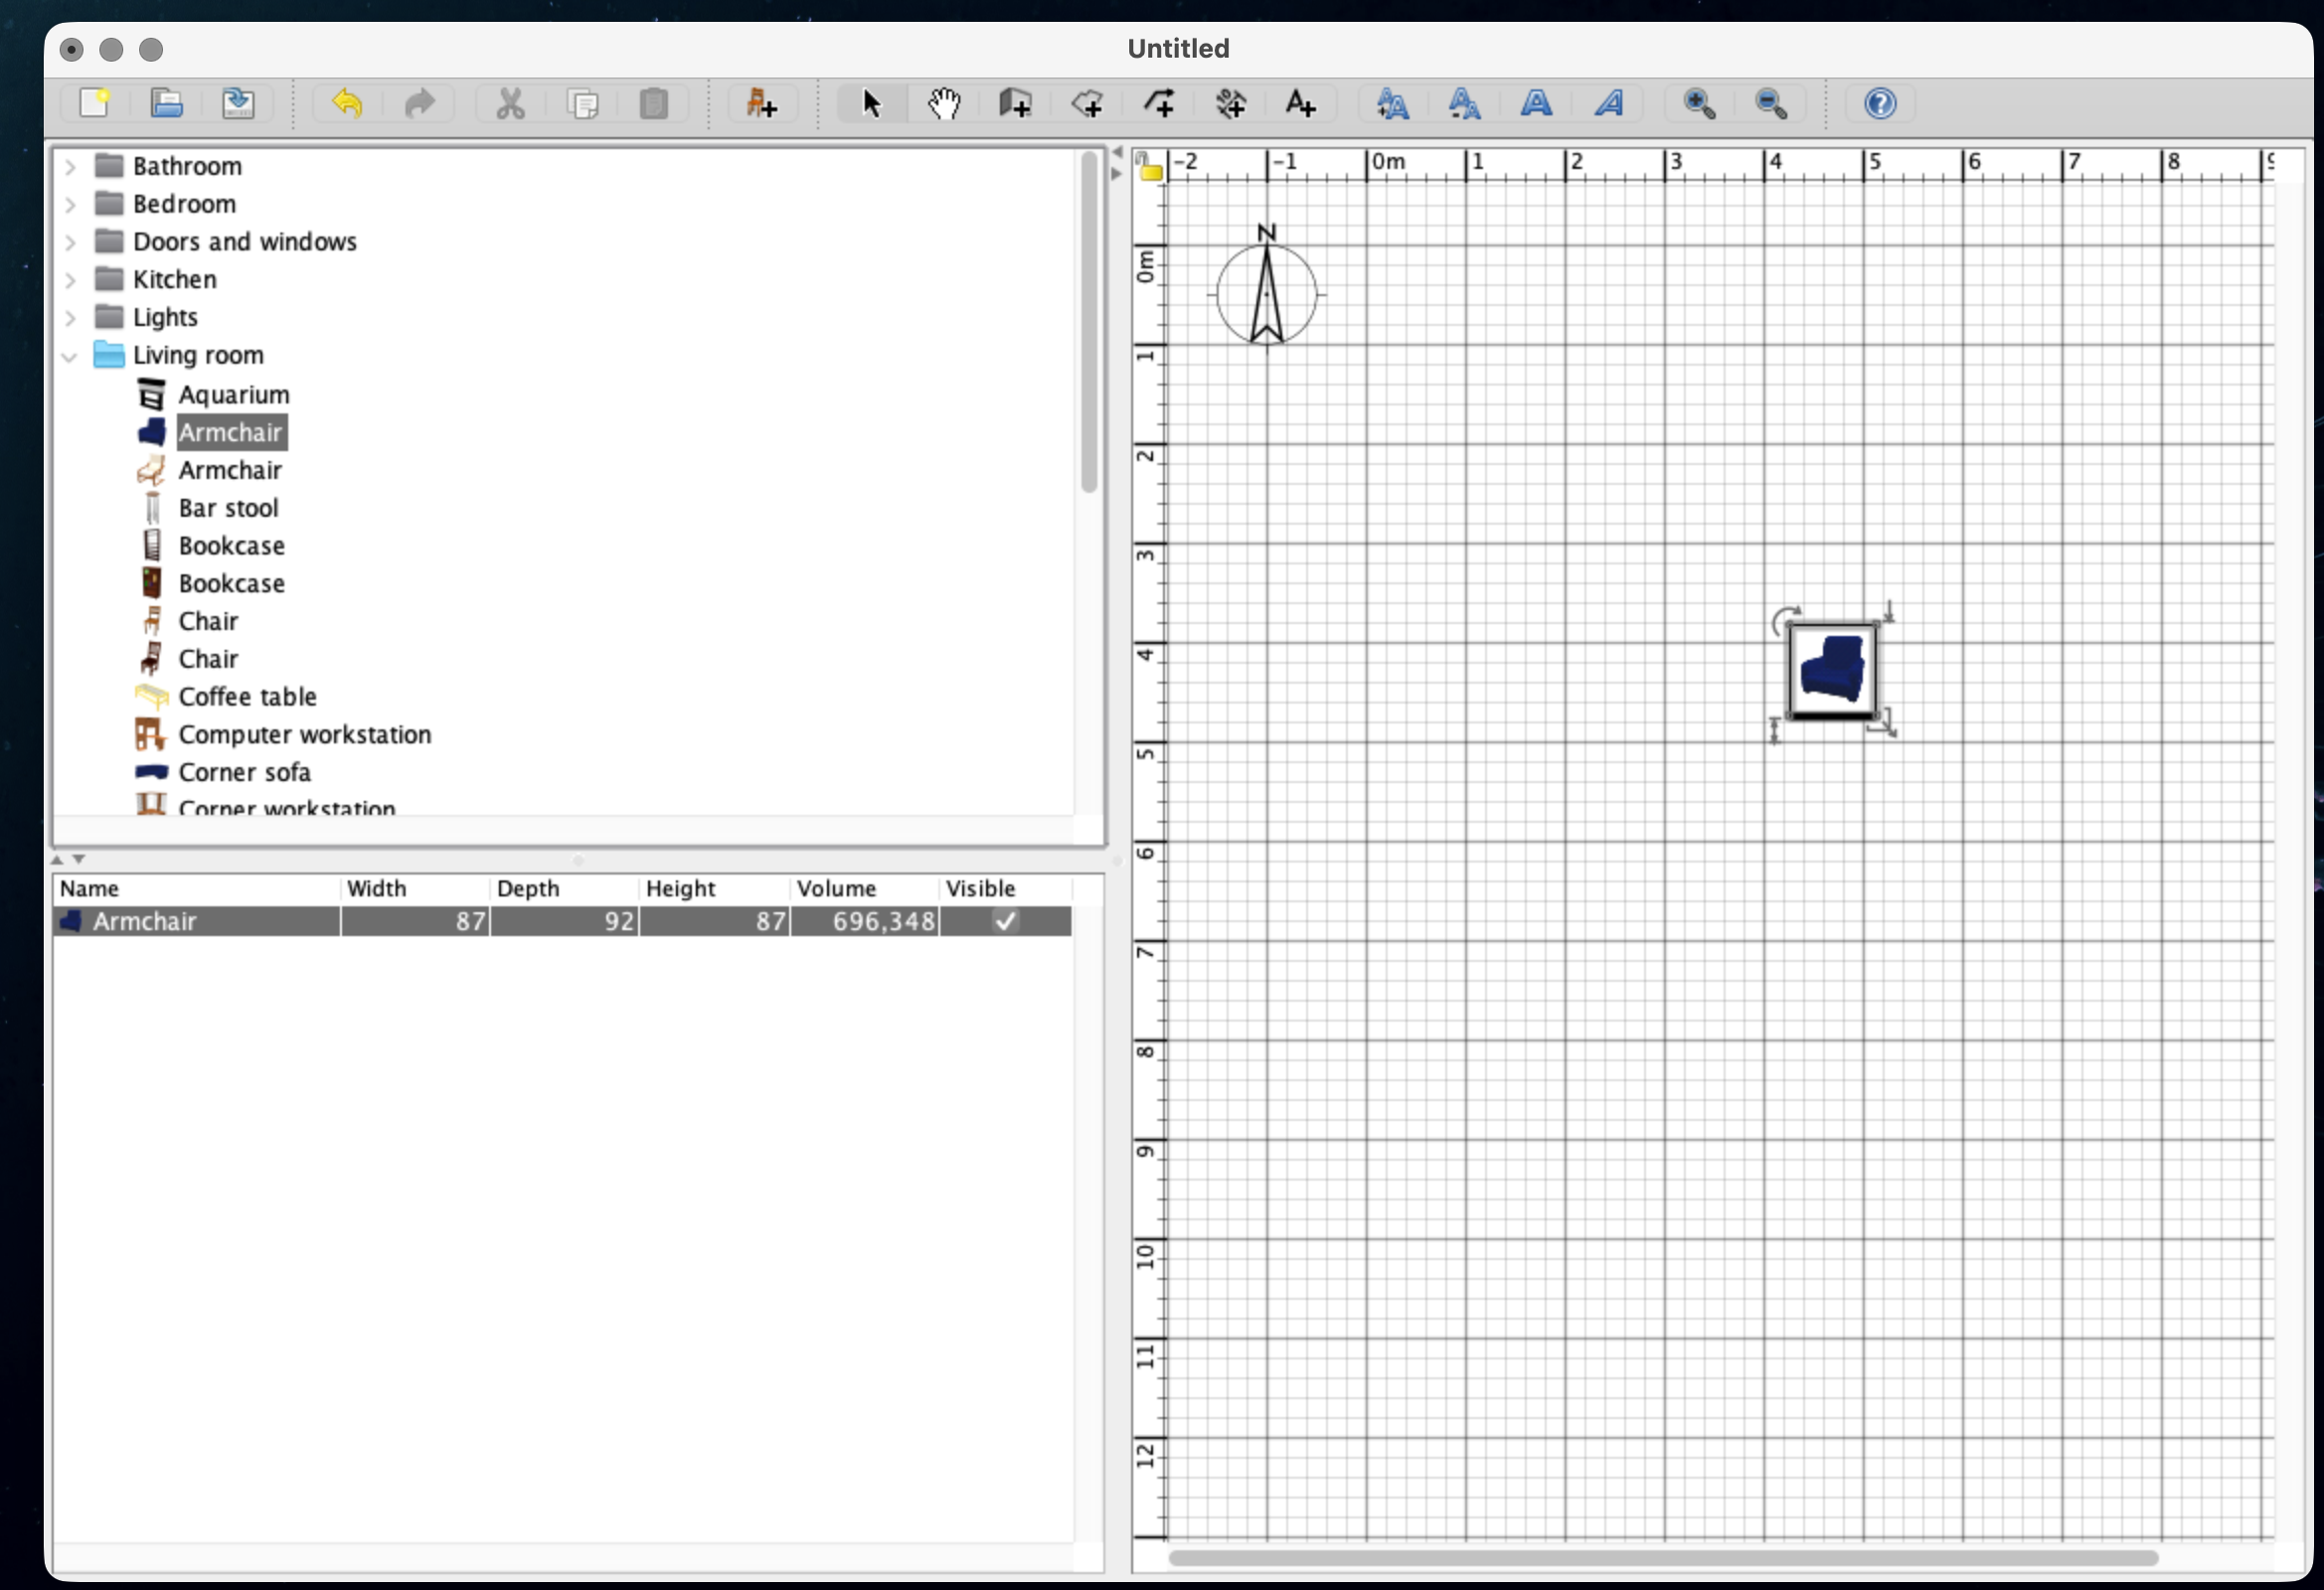 Untitled
Bathroom
Bedroom
Doors and windows
Kitchen
Lights
Living room
Aquarium
Armchair
Armchair
Bar stool
Bookcase
Bookcase
Chair
Chair
Coffee table
Computer workstation
Corner sofa
Corner workstation
Name Width Depth Height Volume Visible
Armchair 87 92 87 696,348
-2 -1 0m 1 2 3 4 5 6 7 8 9
N
0m
1
2
3
4
5
6
7
8
9
10
11
12